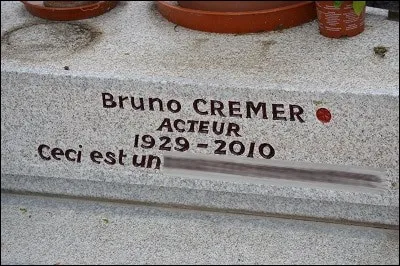 Bruno CREMER
ACTEUR
1929-2010
Ceci est un